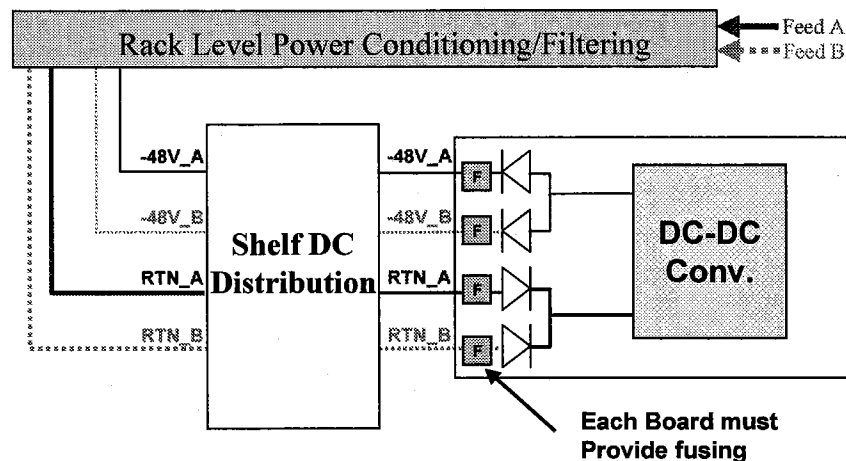 Rack Level Power Conditioning/Filtering
Feed A
Feed B
-48V_A
-48V_A
F
-48V_B
-48V_B
F
Shelf DC
Distribution
DC-DC
Conv.
RTN_A
RTN_A
F
RTN_B
RTN_B
F
Each Board must
Provide fusing